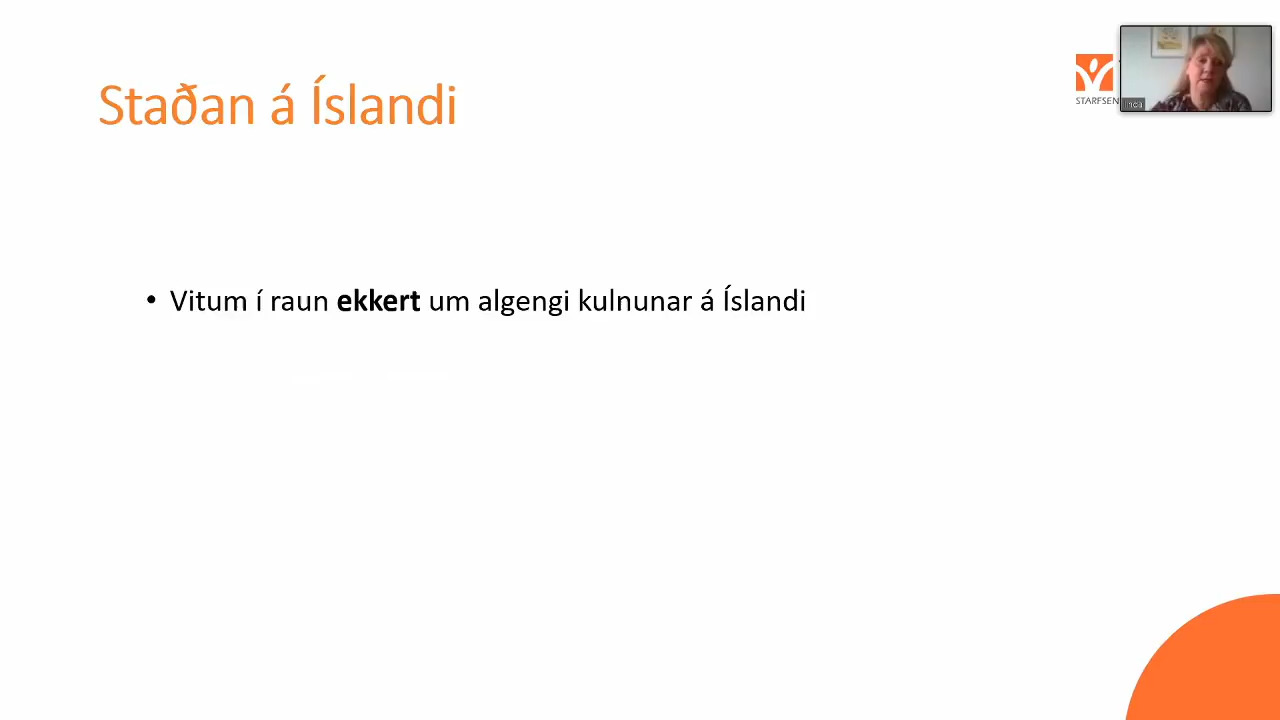 Staðan á Íslandi
STARFSEN
• Vitum í raun ekkert um algengi kulnunar á Íslandi